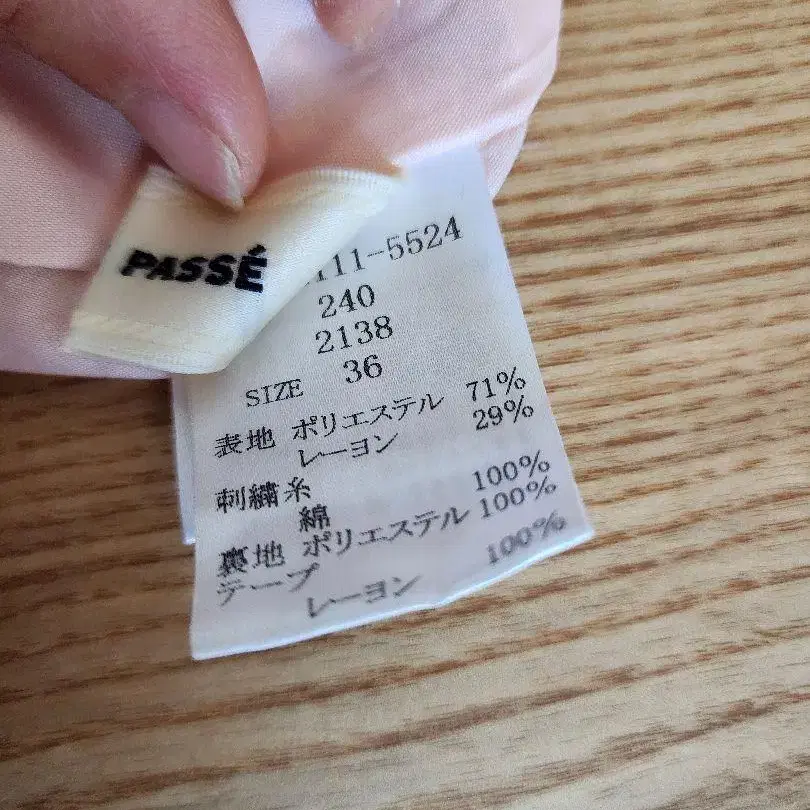 PASSÉ
111-5524
240
2138
SIZE 36
表地 ポリエステル 71%
レーヨン 29%
刺繍糸
綿 100%
裏地 ポリエステル 100%
テープ
レーヨン 100%